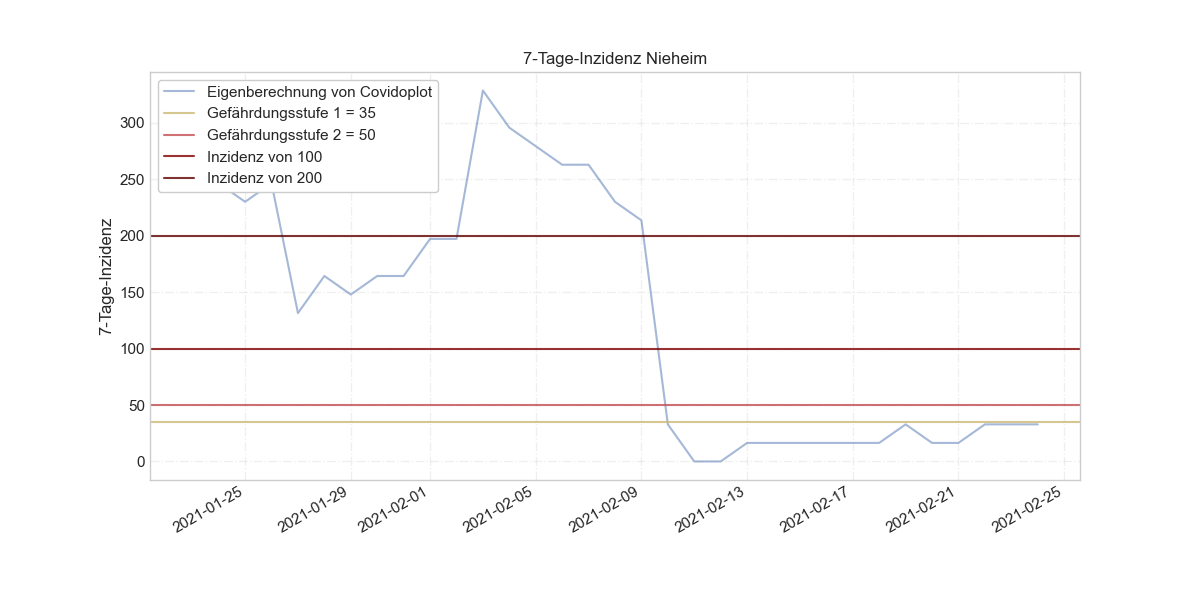 7-Tage-Inzidenz Nieheim
Eigenberechnung von Covidoplot
Gefährdungsstufe 1 = 35
Gefährdungsstufe 2 = 50
Inzidenz von 100
Inzidenz von 200
7-Tage-Inzidenz
300
250
200
150
100
50
0
2021-01-25
2021-01-29
2021-02-01
2021-02-05
2021-02-09
2021-02-13
2021-02-17
2021-02-21
2021-02-25